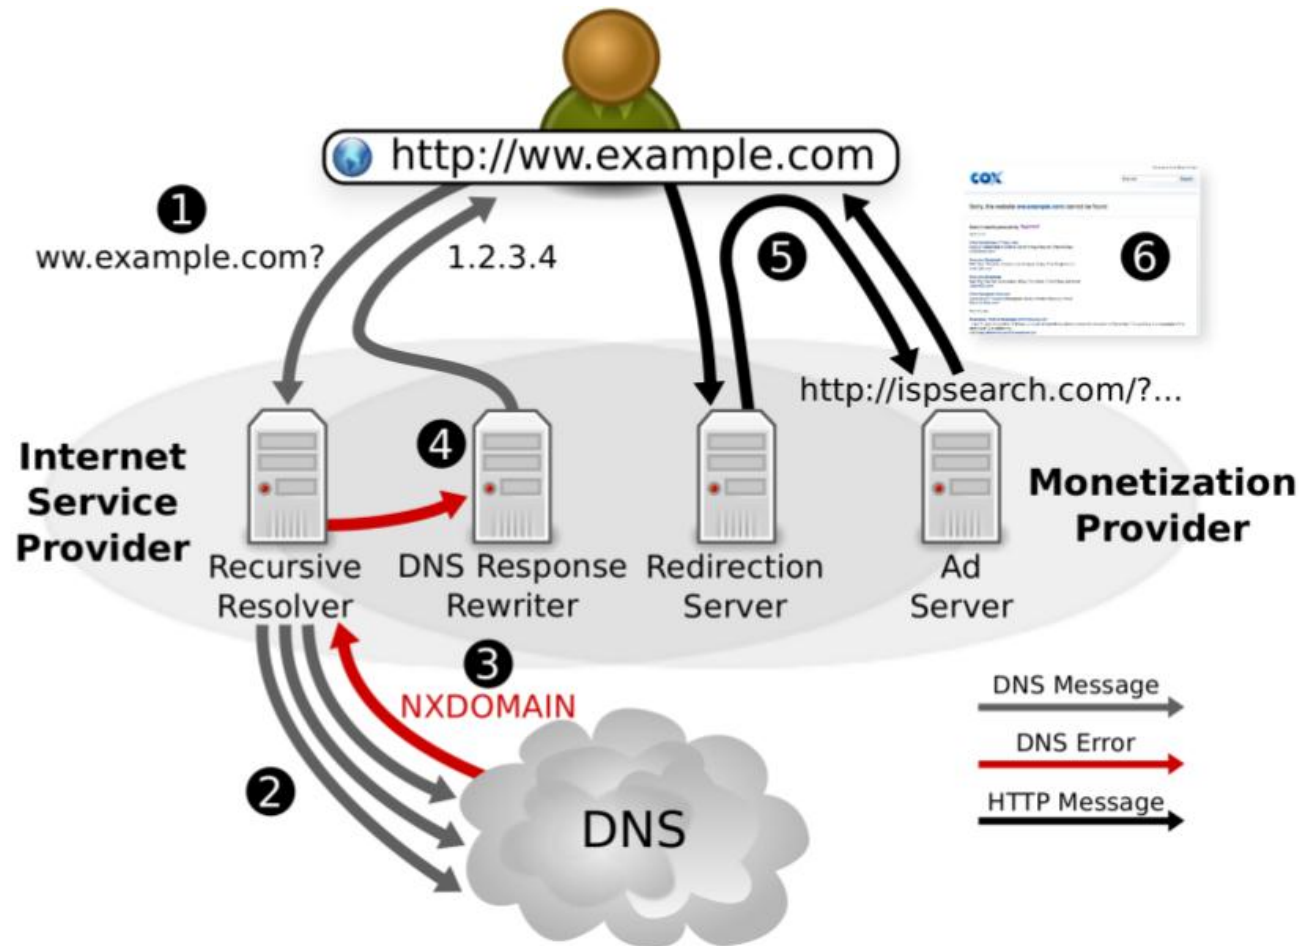 http://ww.example.com
1
ww.example.com?
1.2.3.4
5
COX
6
http://ispsearch.com/?...
4
Internet
Service
Provider
Monetization
Provider
Recursive
Resolver
DNS Response
Rewriter
Redirection
Server
Ad
Server
3
NXDOMAIN
2
DNS
DNS Message
DNS Error
HTTP Message